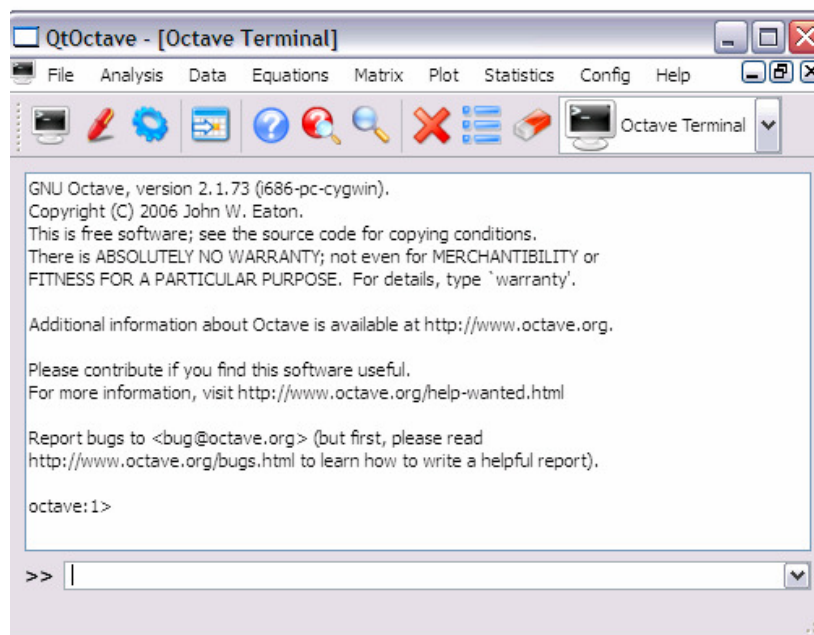 QtOctave - [Octave Terminal]
File Analysis Data Equations Matrix Plot Statistics Config Help
Octave Terminal
GNU Octave, version 2.1.73 (i686-pc-cygwin).
Copyright (C) 2006 John W. Eaton.
This is free software; see the source code for copying conditions.
There is ABSOLUTELY NO WARRANTY; not even for MERCHANTIBILITY or
FITNESS FOR A PARTICULAR PURPOSE.  For details, type `warranty'.
Additional information about Octave is available at http://www.octave.org.
Please contribute if you find this software useful.
For more information, visit http://www.octave.org/help-wanted.html
Report bugs to <bug@octave.org> (but first, please read
http://www.octave.org/bugs.html to learn how to write a helpful report).
octave:1>
>>